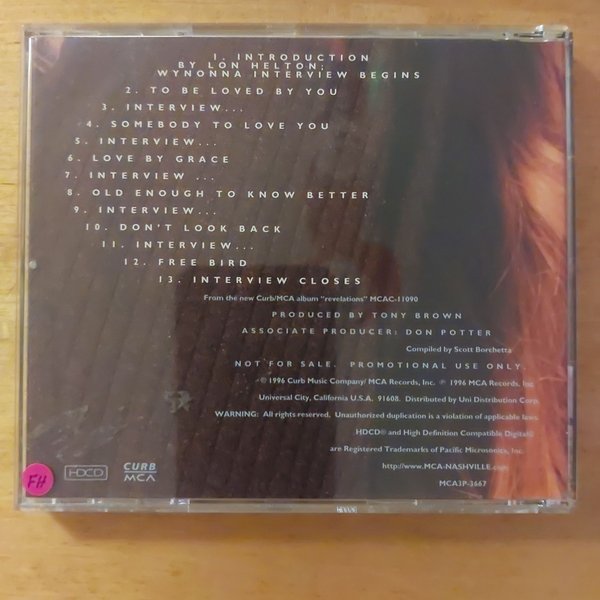 1. INTRODUCTION
BY LON HELTON;
WYNONNA INTERVIEW BEGINS
2. TO BE LOVED BY YOU
3. INTERVIEW...
4. SOMEBODY TO LOVE YOU
5. INTERVIEW...
6. LOVE BY GRACE
7. INTERVIEW ...
8. OLD ENOUGH TO KNOW BETTER
9. INTERVIEW...
10. DON'T LOOK BACK
11. INTERVIEW...
12. FREE BIRD
13. INTERVIEW CLOSES
From the new Curb/MCA album "revelations" MCAC-11090
PRODUCED BY TONY BROWN
ASSOCIATE PRODUCER: DON POTTER
Compiled by Scott Borchetta
NOT FOR SALE. PROMOTIONAL USE ONLY.
© 1996 Curb Music Company/ MCA Records, Inc. ℗ 1996 MCA Records, Inc.
Universal City, California U.S.A. 91608. Distributed by Uni Distribution Corp.
WARNING: All rights reserved. Unauthorized duplication is a violation of applicable laws.
HDCD® and High Definition Compatible Digital®
are Registered Trademarks of Pacific Microsonics, Inc.
http://www.MCA-NASHVILLE.com
MCA3P-3667
FH
HDCD
CURB
MCA